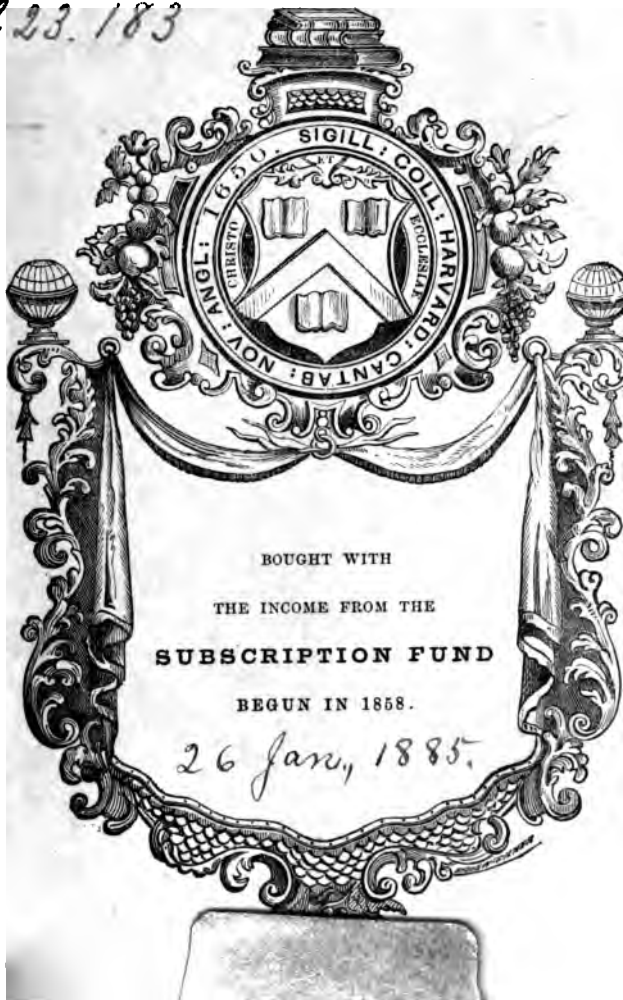 23.183
SIGILL: COLL: HARVARD: CANTAB: NOV: ANGL: 1650.
CHRISTO
ET
ECCLESIAE
BOUGHT WITH
THE INCOME FROM THE
SUBSCRIPTION FUND
BEGUN IN 1858.
26 Jan., 1885.